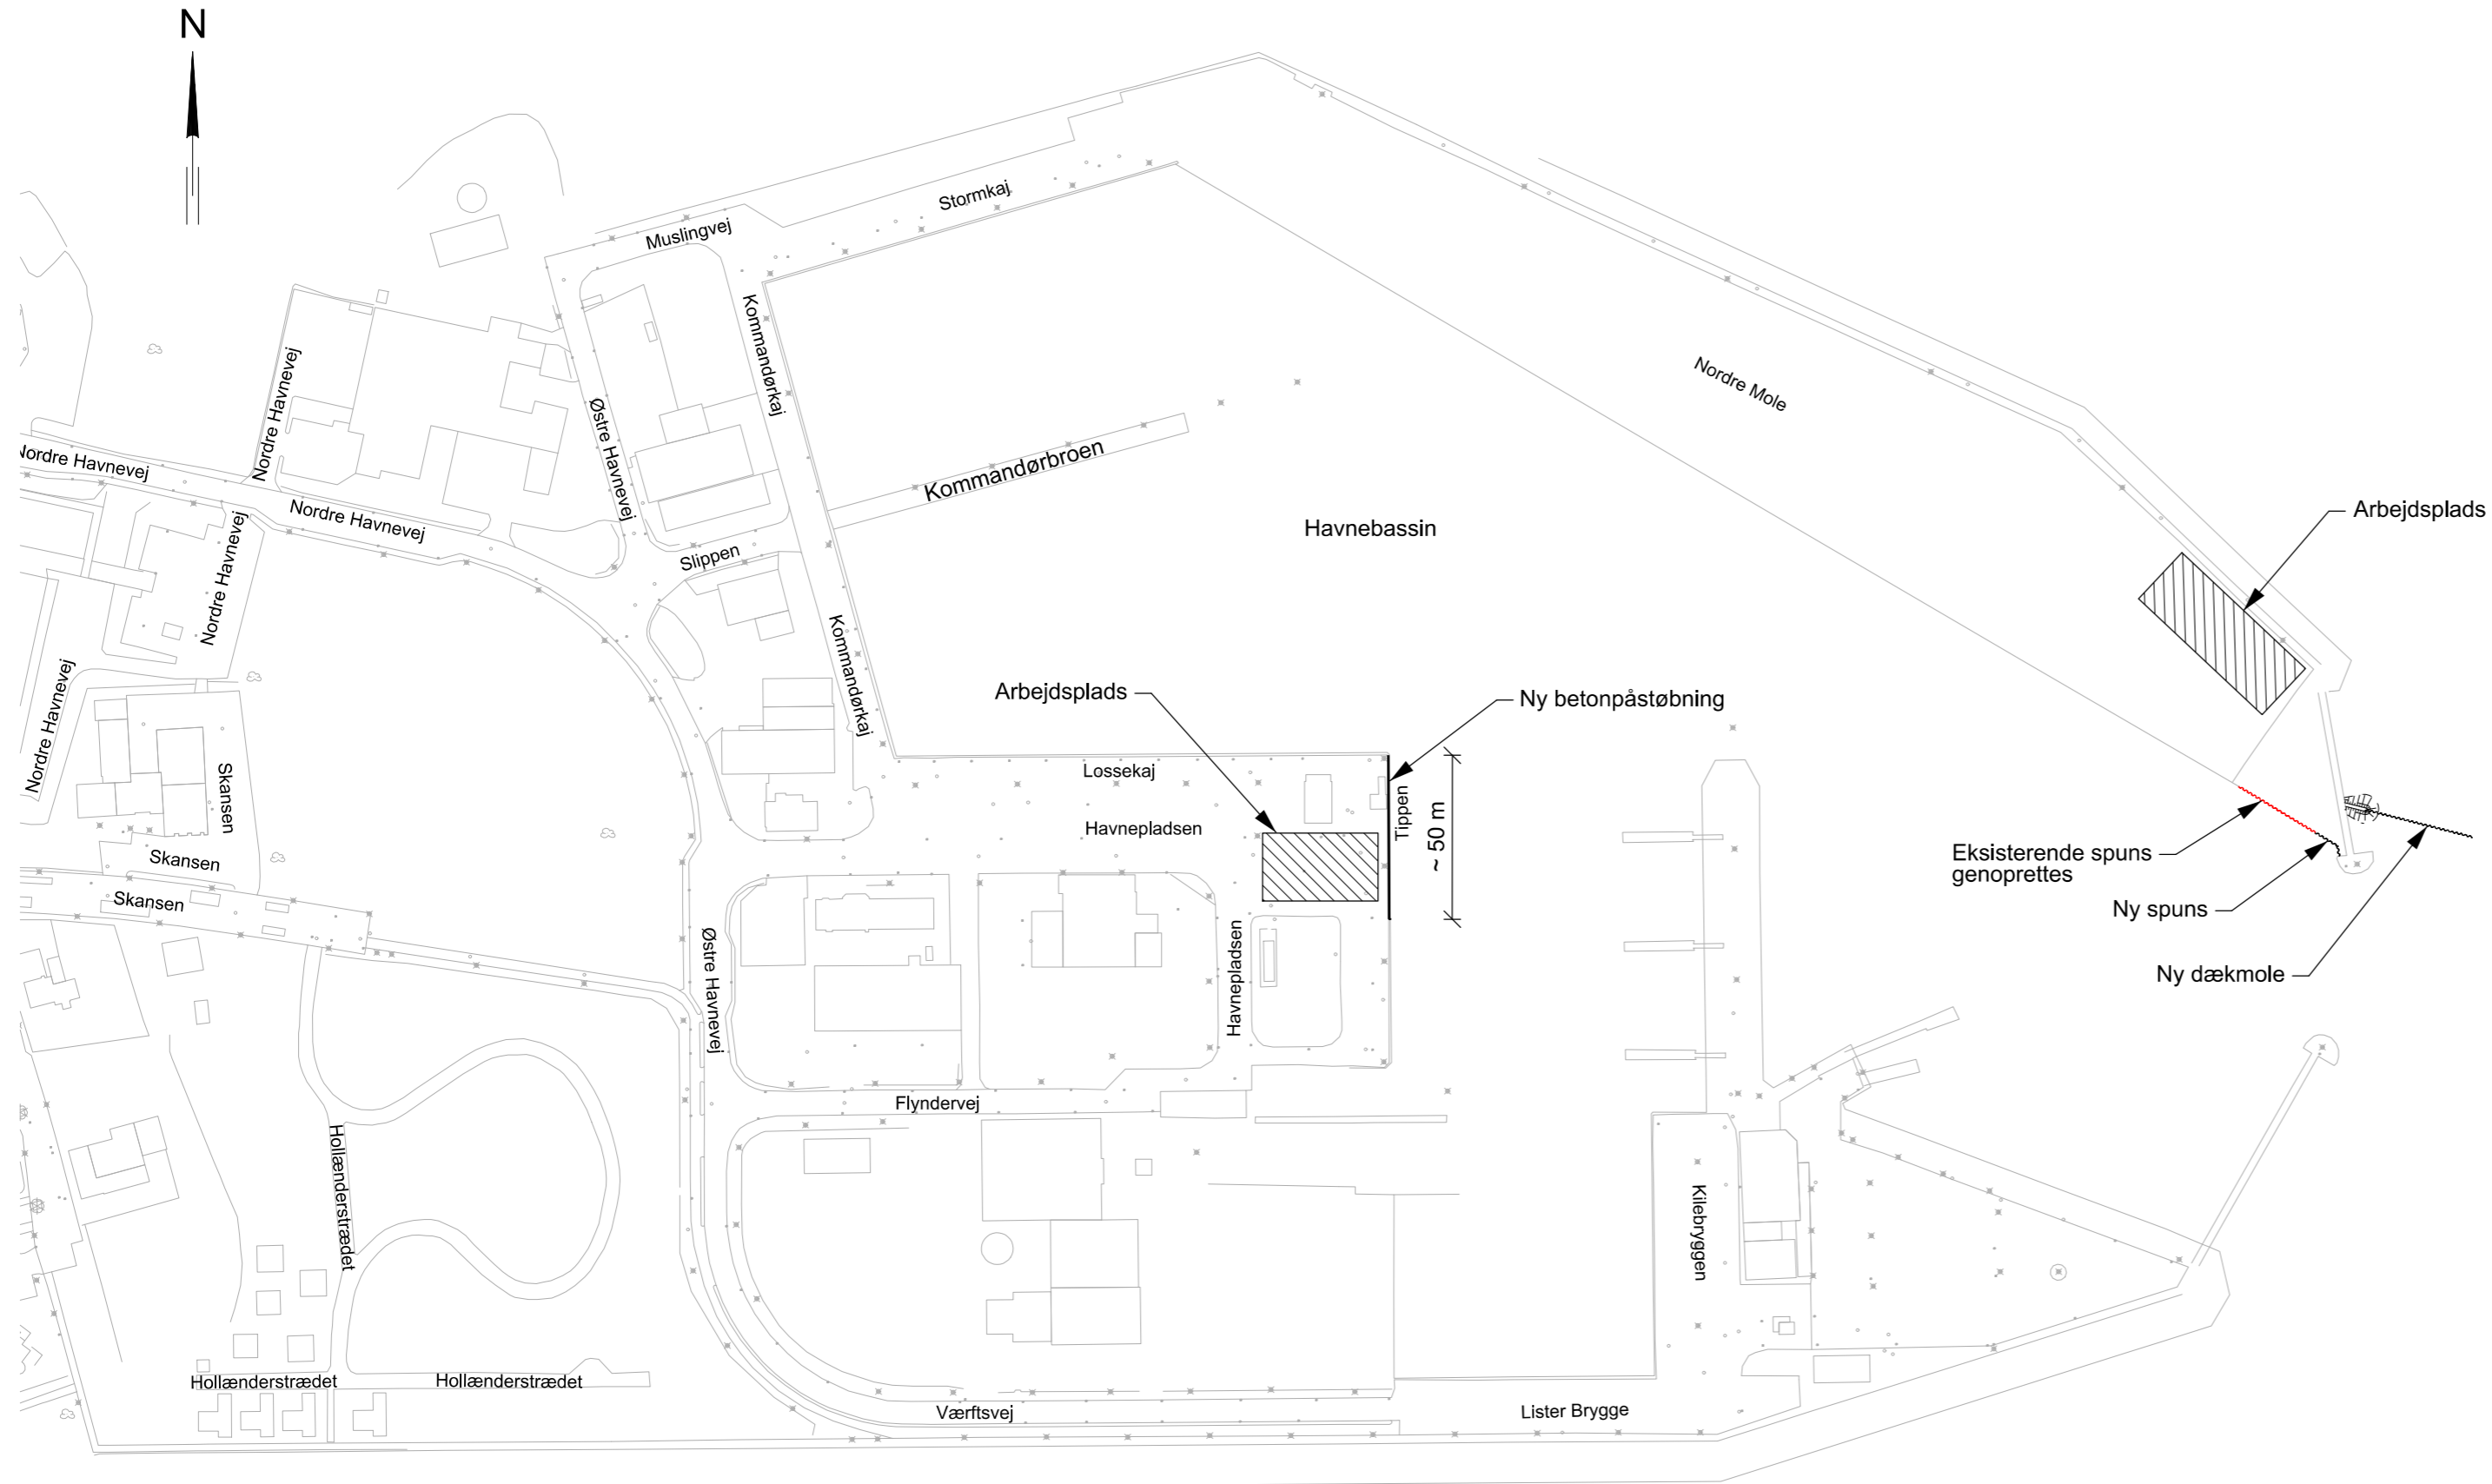 N
Stormkaj
Muslingvej
Kommandørkaj
Nordre Havnevej
Nordre Mole
Østre Havnevej
Nordre Havnevej
Kommandørbroen
Nordre Havnevej
Arbejdsplads
Havnebassin
Slippen
Nordre Havnevej
Kommandørkaj
Nordre Havnevej
Arbejdsplads
Ny betonpåstøbning
Skansen
Lossekaj
Tippen
~ 50 m
Havnepladsen
Skansen
Eksisterende spuns
genoprettes
Skansen
Ny spuns
Østre Havnevej
Havnepladsen
Ny dækmole
Flyndervej
Hollænderstrædet
Kilebryggen
Hollænderstrædet
Hollænderstrædet
Værftsvej
Lister Brygge